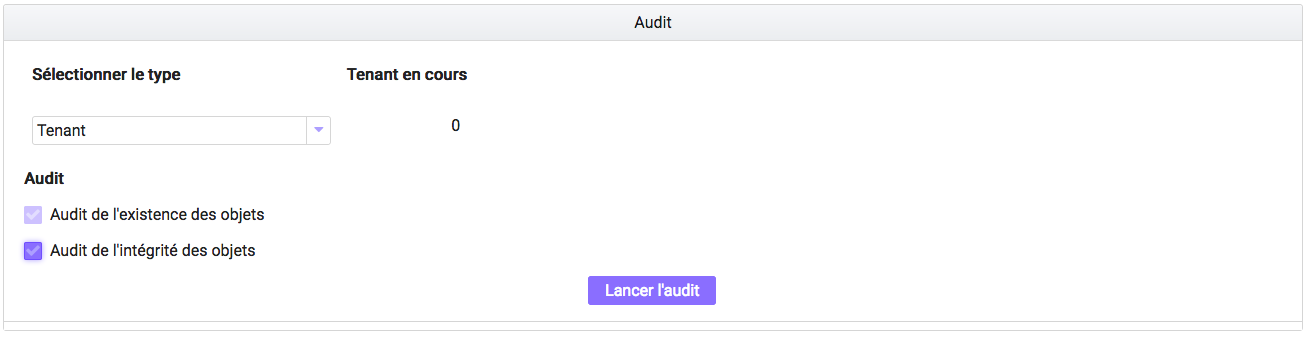 Audit
Sélectionner le type
Tenant en cours
Tenant
0
Audit
Audit de l'existence des objets
Audit de l'intégrité des objets
Lancer l'audit